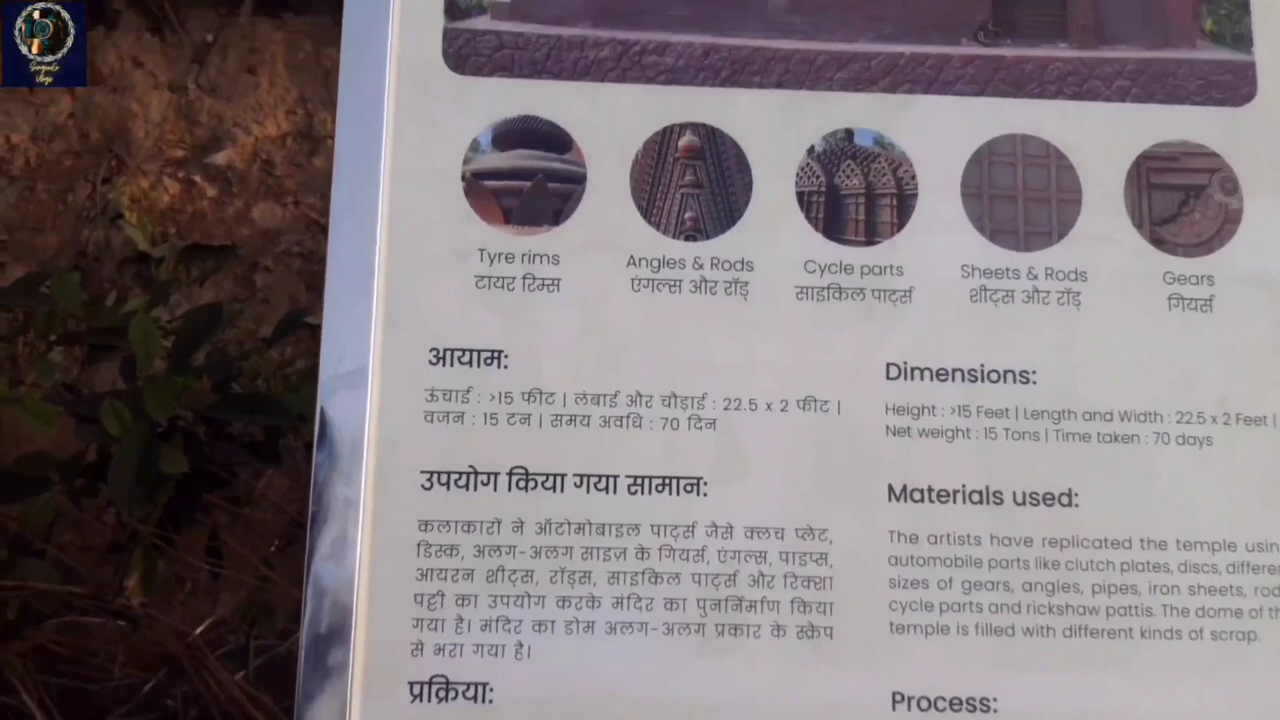 Tyre rims
टायर रिम्स
Angles & Rods
एंगल्स और रॉड्
Cycle parts
साइकिल पार्ट्स
Sheets & Rods
शीट्स और रॉड्
Gears
गियर्स
आयाम:
ऊंचाई : >15 फीट | लंबाई और चौड़ाई : 22.5 x 2 फीट |
वजन : 15 टन | समय अवधि : 70 दिन
उपयोग किया गया सामान:
कलाकारों ने ऑटोमोबाइल पार्ट्स जैसे क्लच प्लेट,
डिस्क, अलग-अलग साइज़ के गियर्स, एंगल्स, पाइप्स,
आयरन शीट्स, रॉड्स, साइकिल पार्ट्स और रिक्शा
पट्टी का उपयोग करके मंदिर का पुनर्निर्माण किया
गया है। मंदिर का डोम अलग-अलग प्रकार के स्क्रैप
से भरा गया है।
प्रक्रिया:
Dimensions:
Height : >15 Feet | Length and Width : 22.5 x 2 Feet |
Net weight : 15 Tons | Time taken : 70 days
Materials used:
The artists have replicated the temple usin
automobile parts like clutch plates, discs, differen
sizes of gears, angles, pipes, iron sheets, rod
cycle parts and rickshaw pattis. The dome of th
temple is filled with different kinds of scrap.
Process: